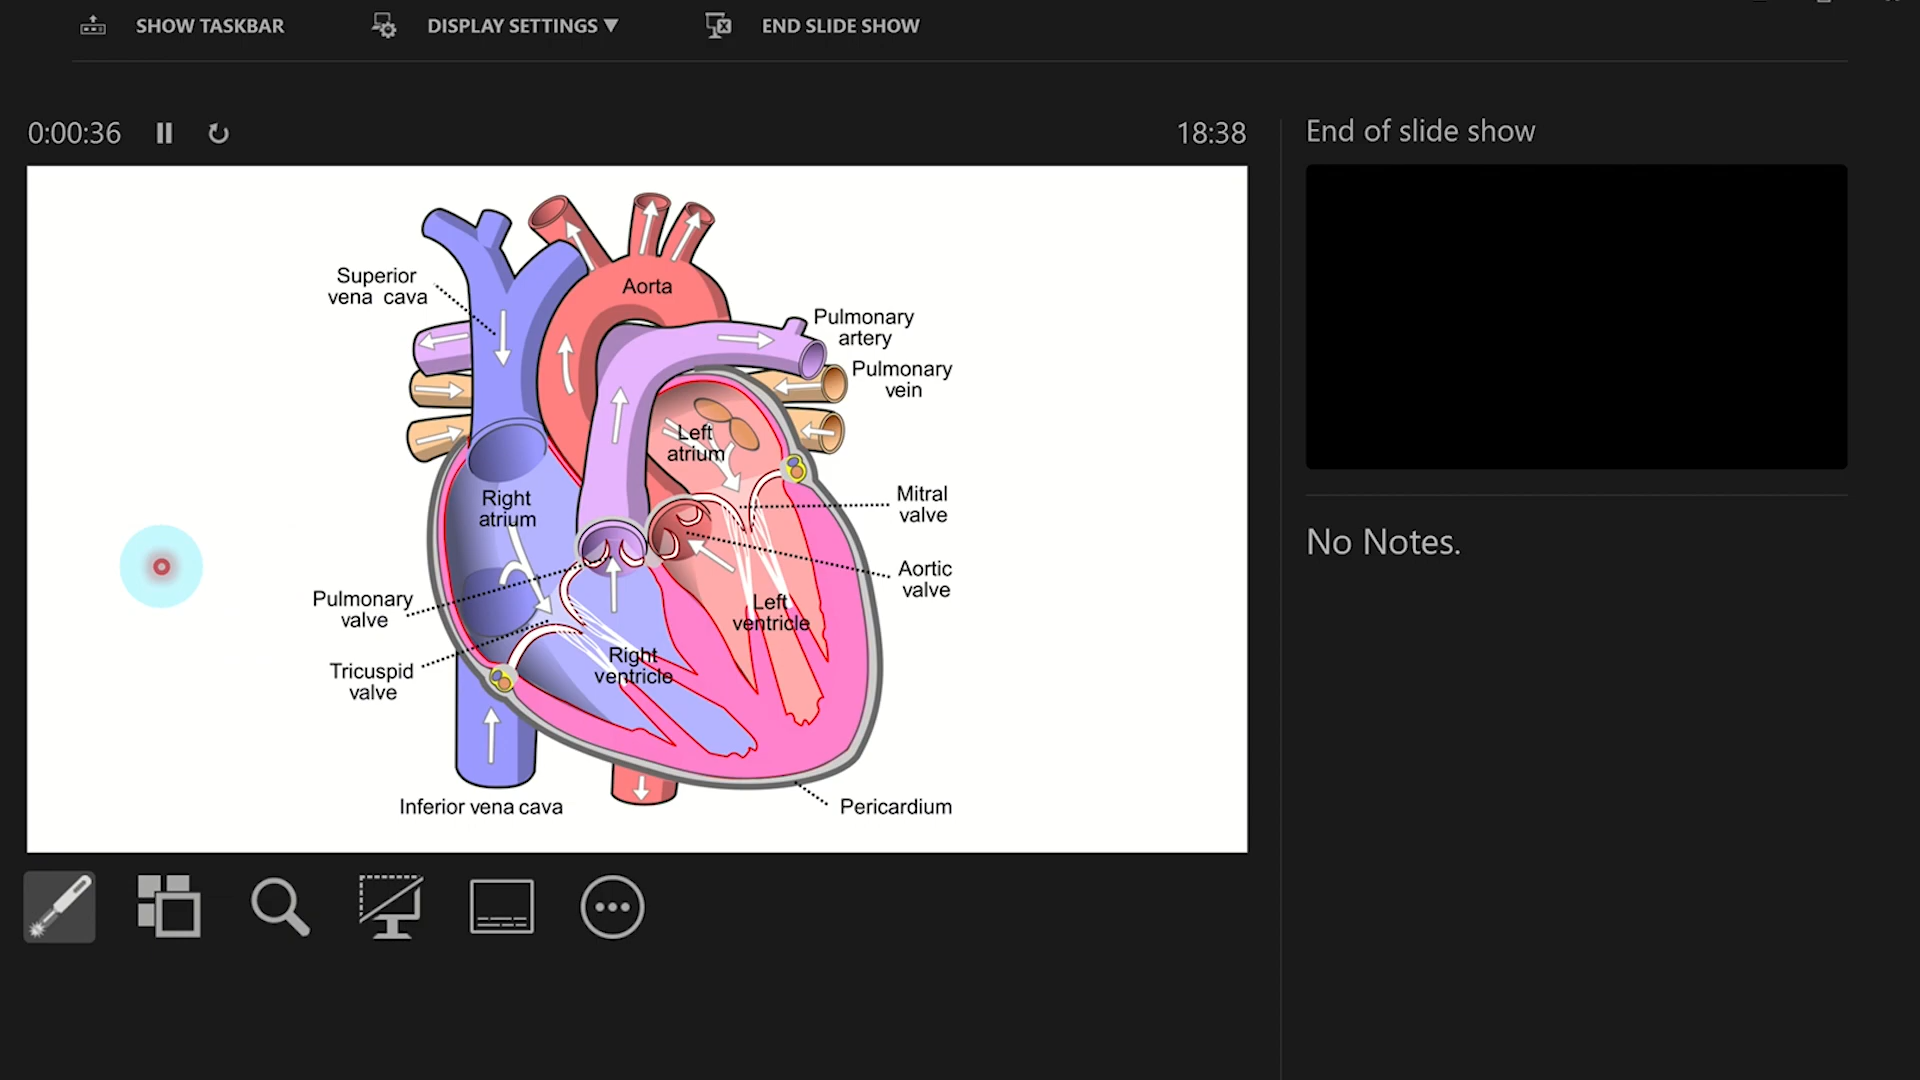 SHOW TASKBAR
DISPLAY SETTINGS ▼
END SLIDE SHOW
0:00:36
18:38
End of slide show
Superior
vena cava
Aorta
Pulmonary
artery
Pulmonary
vein
Left
atrium
Right
atrium
Mitral
valve
Aortic
valve
Pulmonary
valve
Left
ventricle
Tricuspid
valve
Right
ventricle
Inferior vena cava
Pericardium
No Notes.